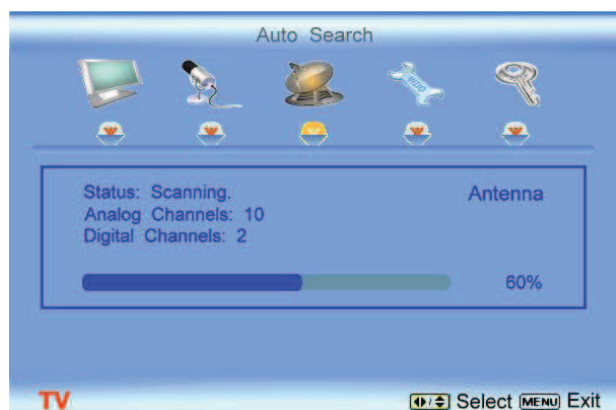 Auto Search
Status: Scanning.
Antenna
Analog Channels: 10
Digital Channels: 2
60%
TV
Select MENU Exit